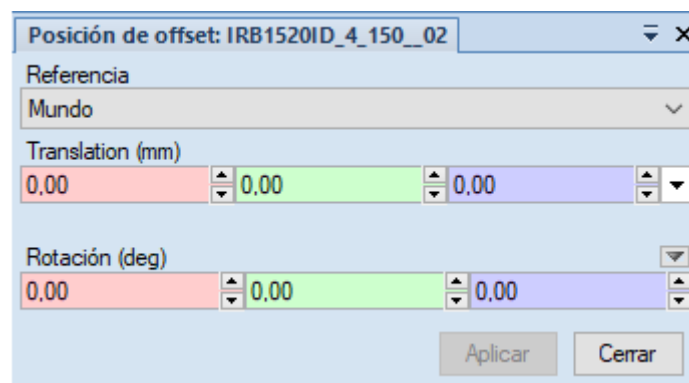 Posición de offset: IRB1520ID_4_150__02
Referencia
Mundo
Translation (mm)
0,00 0,00 0,00
Rotación (deg)
0,00 0,00 0,00
Aplicar Cerrar